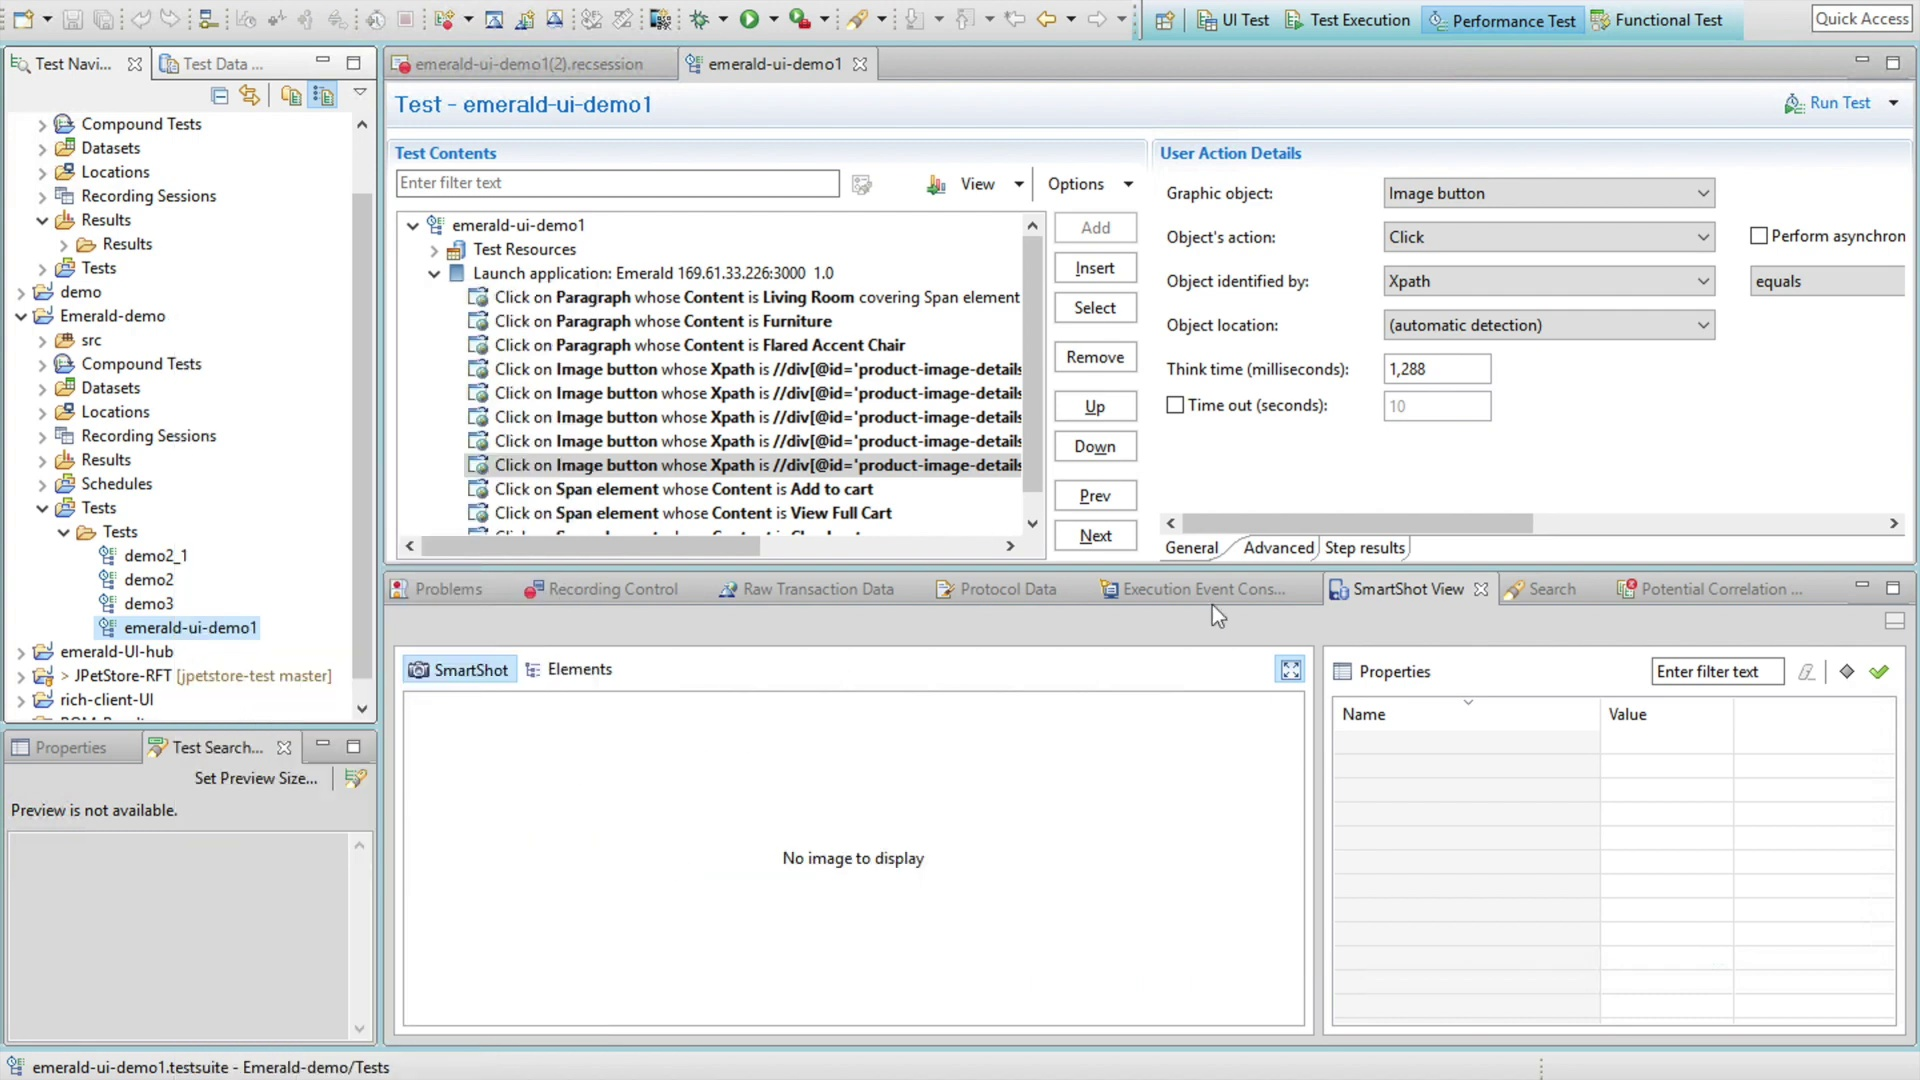 UI Test
Test Execution
Performance Test
Functional Test
Quick Access
Test Navi...
Test Data ...
Compound Tests
Datasets
Locations
Recording Sessions
Results
Results
Tests
demo
Emerald-demo
src
Compound Tests
Datasets
Locations
Recording Sessions
Results
Schedules
Tests
Tests
demo2_1
demo2
demo3
emerald-ui-demo1
emerald-UI-hub
> JPetStore-RFT [jpetstore-test master]
rich-client-UI
Properties
Test Search...
Set Preview Size...
Preview is not available.
emerald-ui-demo1(2).recsession
emerald-ui-demo1
Test - emerald-ui-demo1
Run Test
Test Contents
Enter filter text
View
Options
emerald-ui-demo1
Test Resources
Launch application: Emerald 169.61.33.226:3000 1.0
Click on Paragraph whose Content is Living Room covering Span element
Click on Paragraph whose Content is Furniture
Click on Paragraph whose Content is Flared Accent Chair
Click on Image button whose Xpath is //div[@id='product-image-details
Click on Image button whose Xpath is //div[@id='product-image-details
Click on Image button whose Xpath is //div[@id='product-image-details
Click on Image button whose Xpath is //div[@id='product-image-details
Click on Image button whose Xpath is //div[@id='product-image-details
Click on Span element whose Content is Add to cart
Click on Span element whose Content is View Full Cart
Add
Insert
Select
Remove
Up
Down
Prev
Next
User Action Details
Graphic object:
Image button
Object's action:
Click
Perform asynchron
Object identified by:
Xpath
equals
Object location:
(automatic detection)
Think time (milliseconds):
1,288
Time out (seconds):
10
General
Advanced
Step results
Problems
Recording Control
Raw Transaction Data
Protocol Data
Execution Event Cons...
SmartShot View
Search
Potential Correlation ...
SmartShot
Elements
No image to display
Properties
Enter filter text
Name
Value
emerald-ui-demo1.testsuite - Emerald-demo/Tests